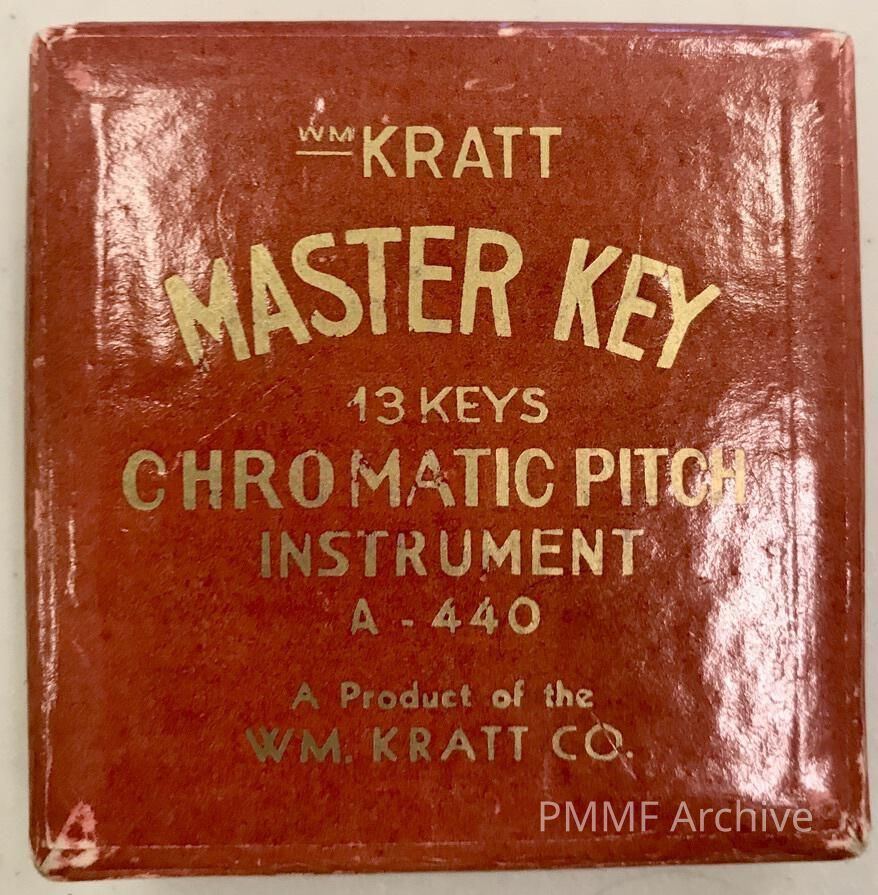 WM KRATT
MASTER KEY
13 KEYS
CHROMATIC PITCH
INSTRUMENT
A - 440
A Product of the
WM. KRATT CO.
PMMF Archive